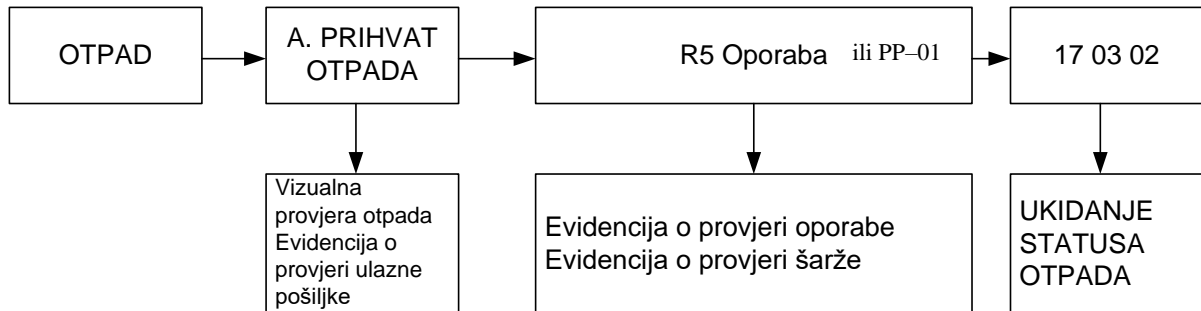 OTPAD
A. PRIHVAT
OTPADA
R5 Oporaba ili PP–01
17 03 02
Vizualna
provjera otpada
Evidencija o
provjeri ulazne
pošiljke
Evidencija o provjeri oporabe
Evidencija o provjeri šarže
UKIDANJE
STATUSA
OTPADA